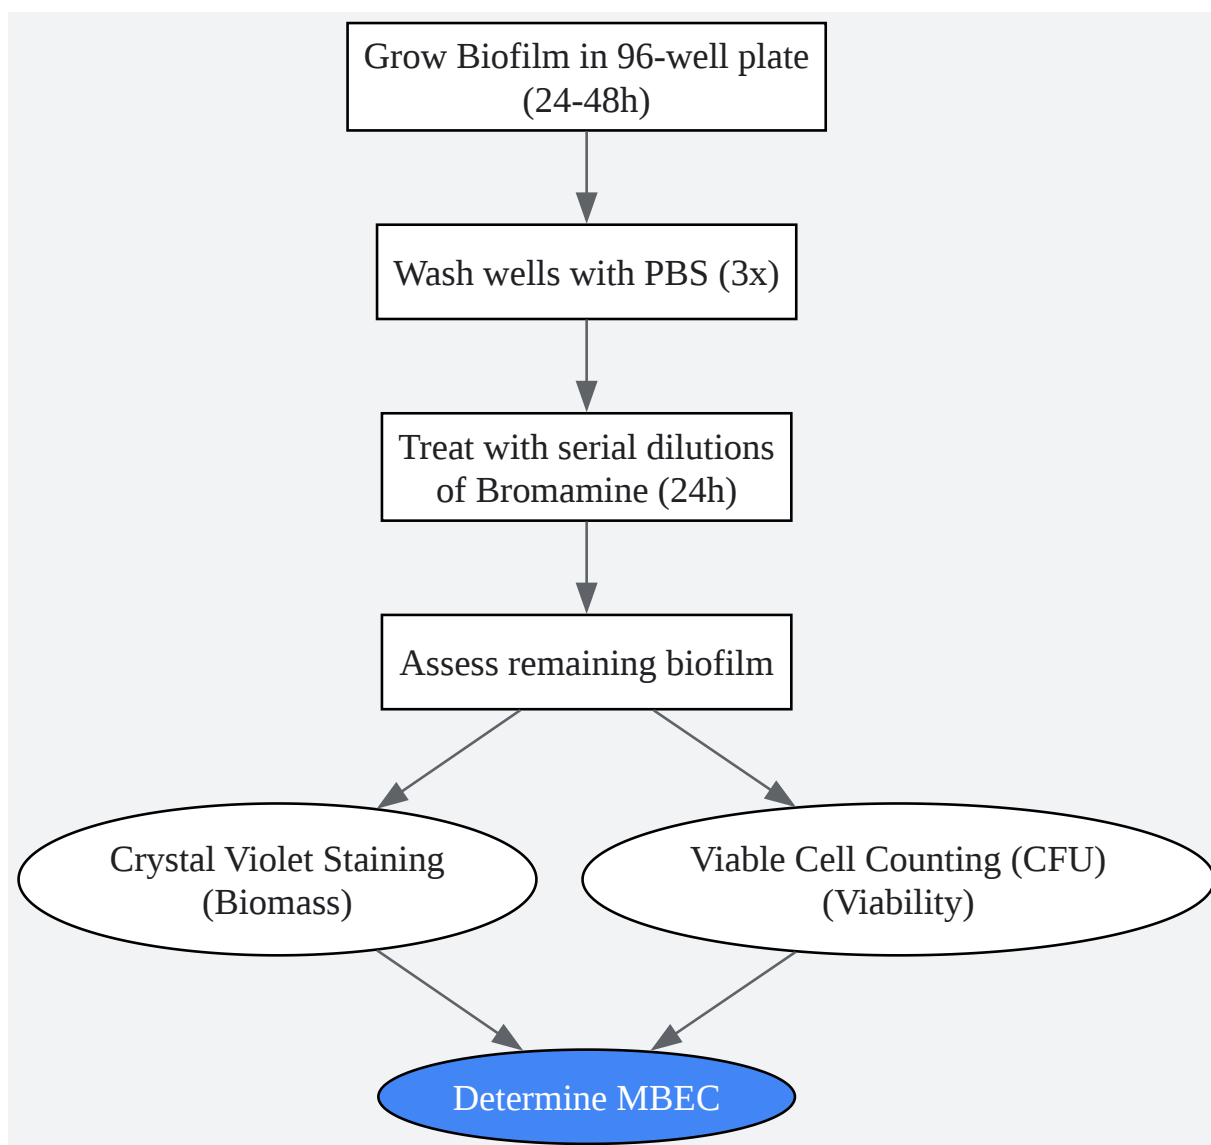 Grow Biofilm in 96-well plate
(24-48h)
Wash wells with PBS (3x)
Treat with serial dilutions
of Bromamine (24h)
Assess remaining biofilm
Crystal Violet Staining
(Biomass)
Viable Cell Counting (CFU)
(Viability)
Determine MBEC